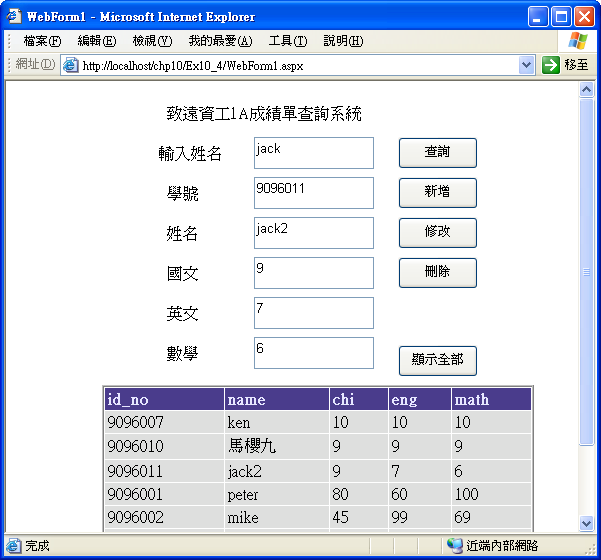 WebForm1 - Microsoft Internet Explorer
檔案(F) 編輯(E) 檢視(V) 我的最愛(A) 工具(T) 說明(H)
網址(D) http://localhost/chp10/Ex10_4/WebForm1.aspx 移至
致遠資工1A成績單查詢系統
輸入姓名 jack 查詢
學號 9096011 新增
姓名 jack2 修改
國文 9 刪除
英文 7
數學 6 顯示全部
id_no name chi eng math
9096007 ken 10 10 10
9096010 馬櫻九 9 9 9
9096011 jack2 9 7 6
9096001 peter 80 60 100
9096002 mike 45 99 69
完成 近端內部網路